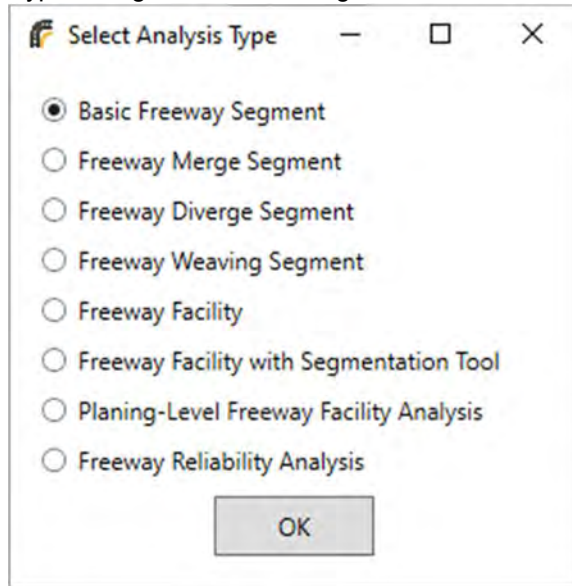 Select Analysis Type
Basic Freeway Segment
Freeway Merge Segment
Freeway Diverge Segment
Freeway Weaving Segment
Freeway Facility
Freeway Facility with Segmentation Tool
Planing-Level Freeway Facility Analysis
Freeway Reliability Analysis
OK